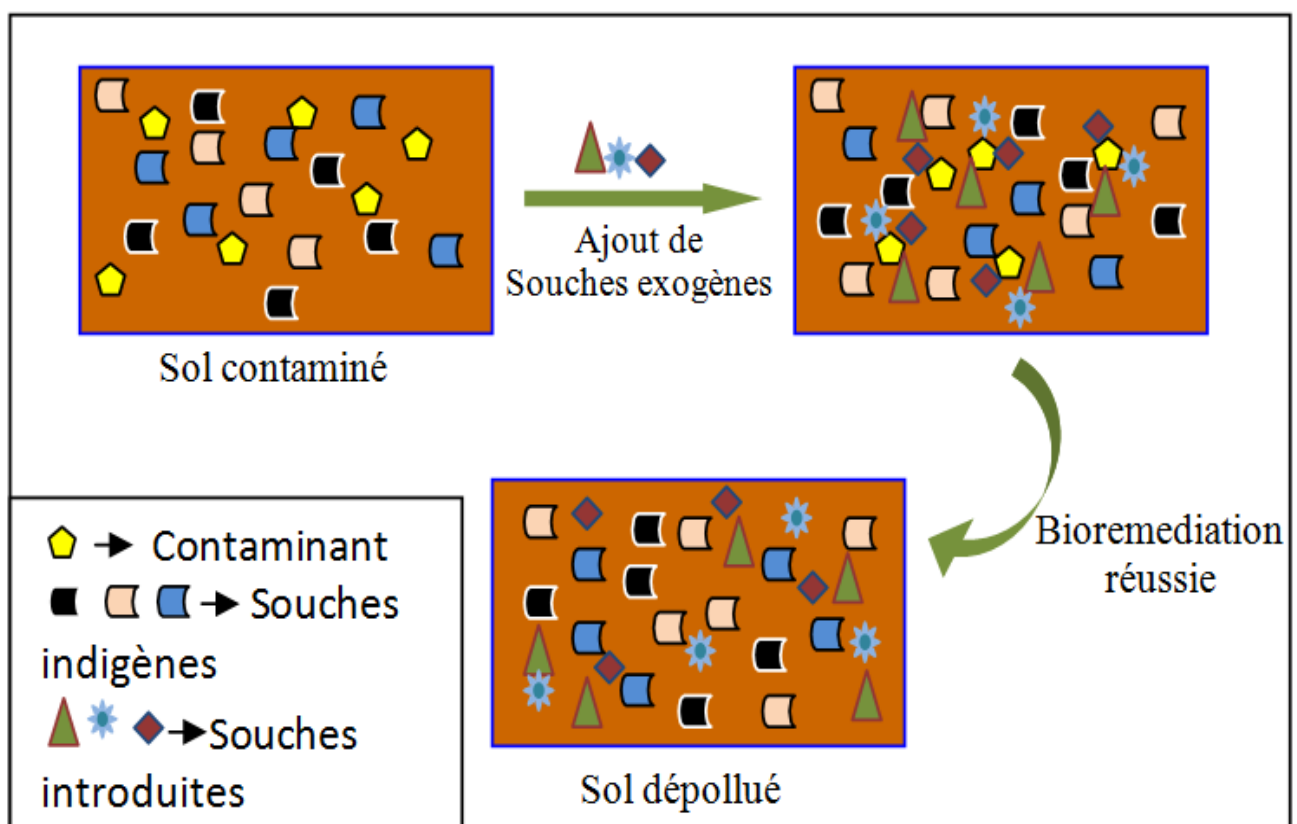 Ajout de
Souches exogènes
Sol contaminé
Bioremediation
réussie
Contaminant
Souches
indigènes
Souches
introduites
Sol dépollué